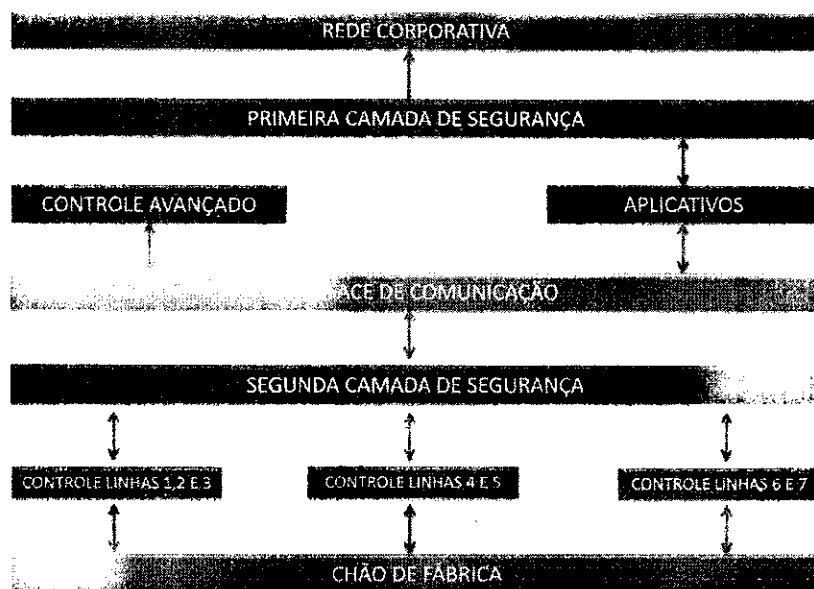 REDE CORPORATIVA
PRIMEIRA CAMADA DE SEGURANÇA
CONTROLE AVANÇADO
APLICATIVOS
ACE DE COMUNICAÇÃO
SEGUNDA CAMADA DE SEGURANÇA
CONTROLE LINHAS 1,2 E 3
CONTROLE LINHAS 4 E 5
CONTROLE LINHAS 6 E 7
CHÃO DE FÁBRICA